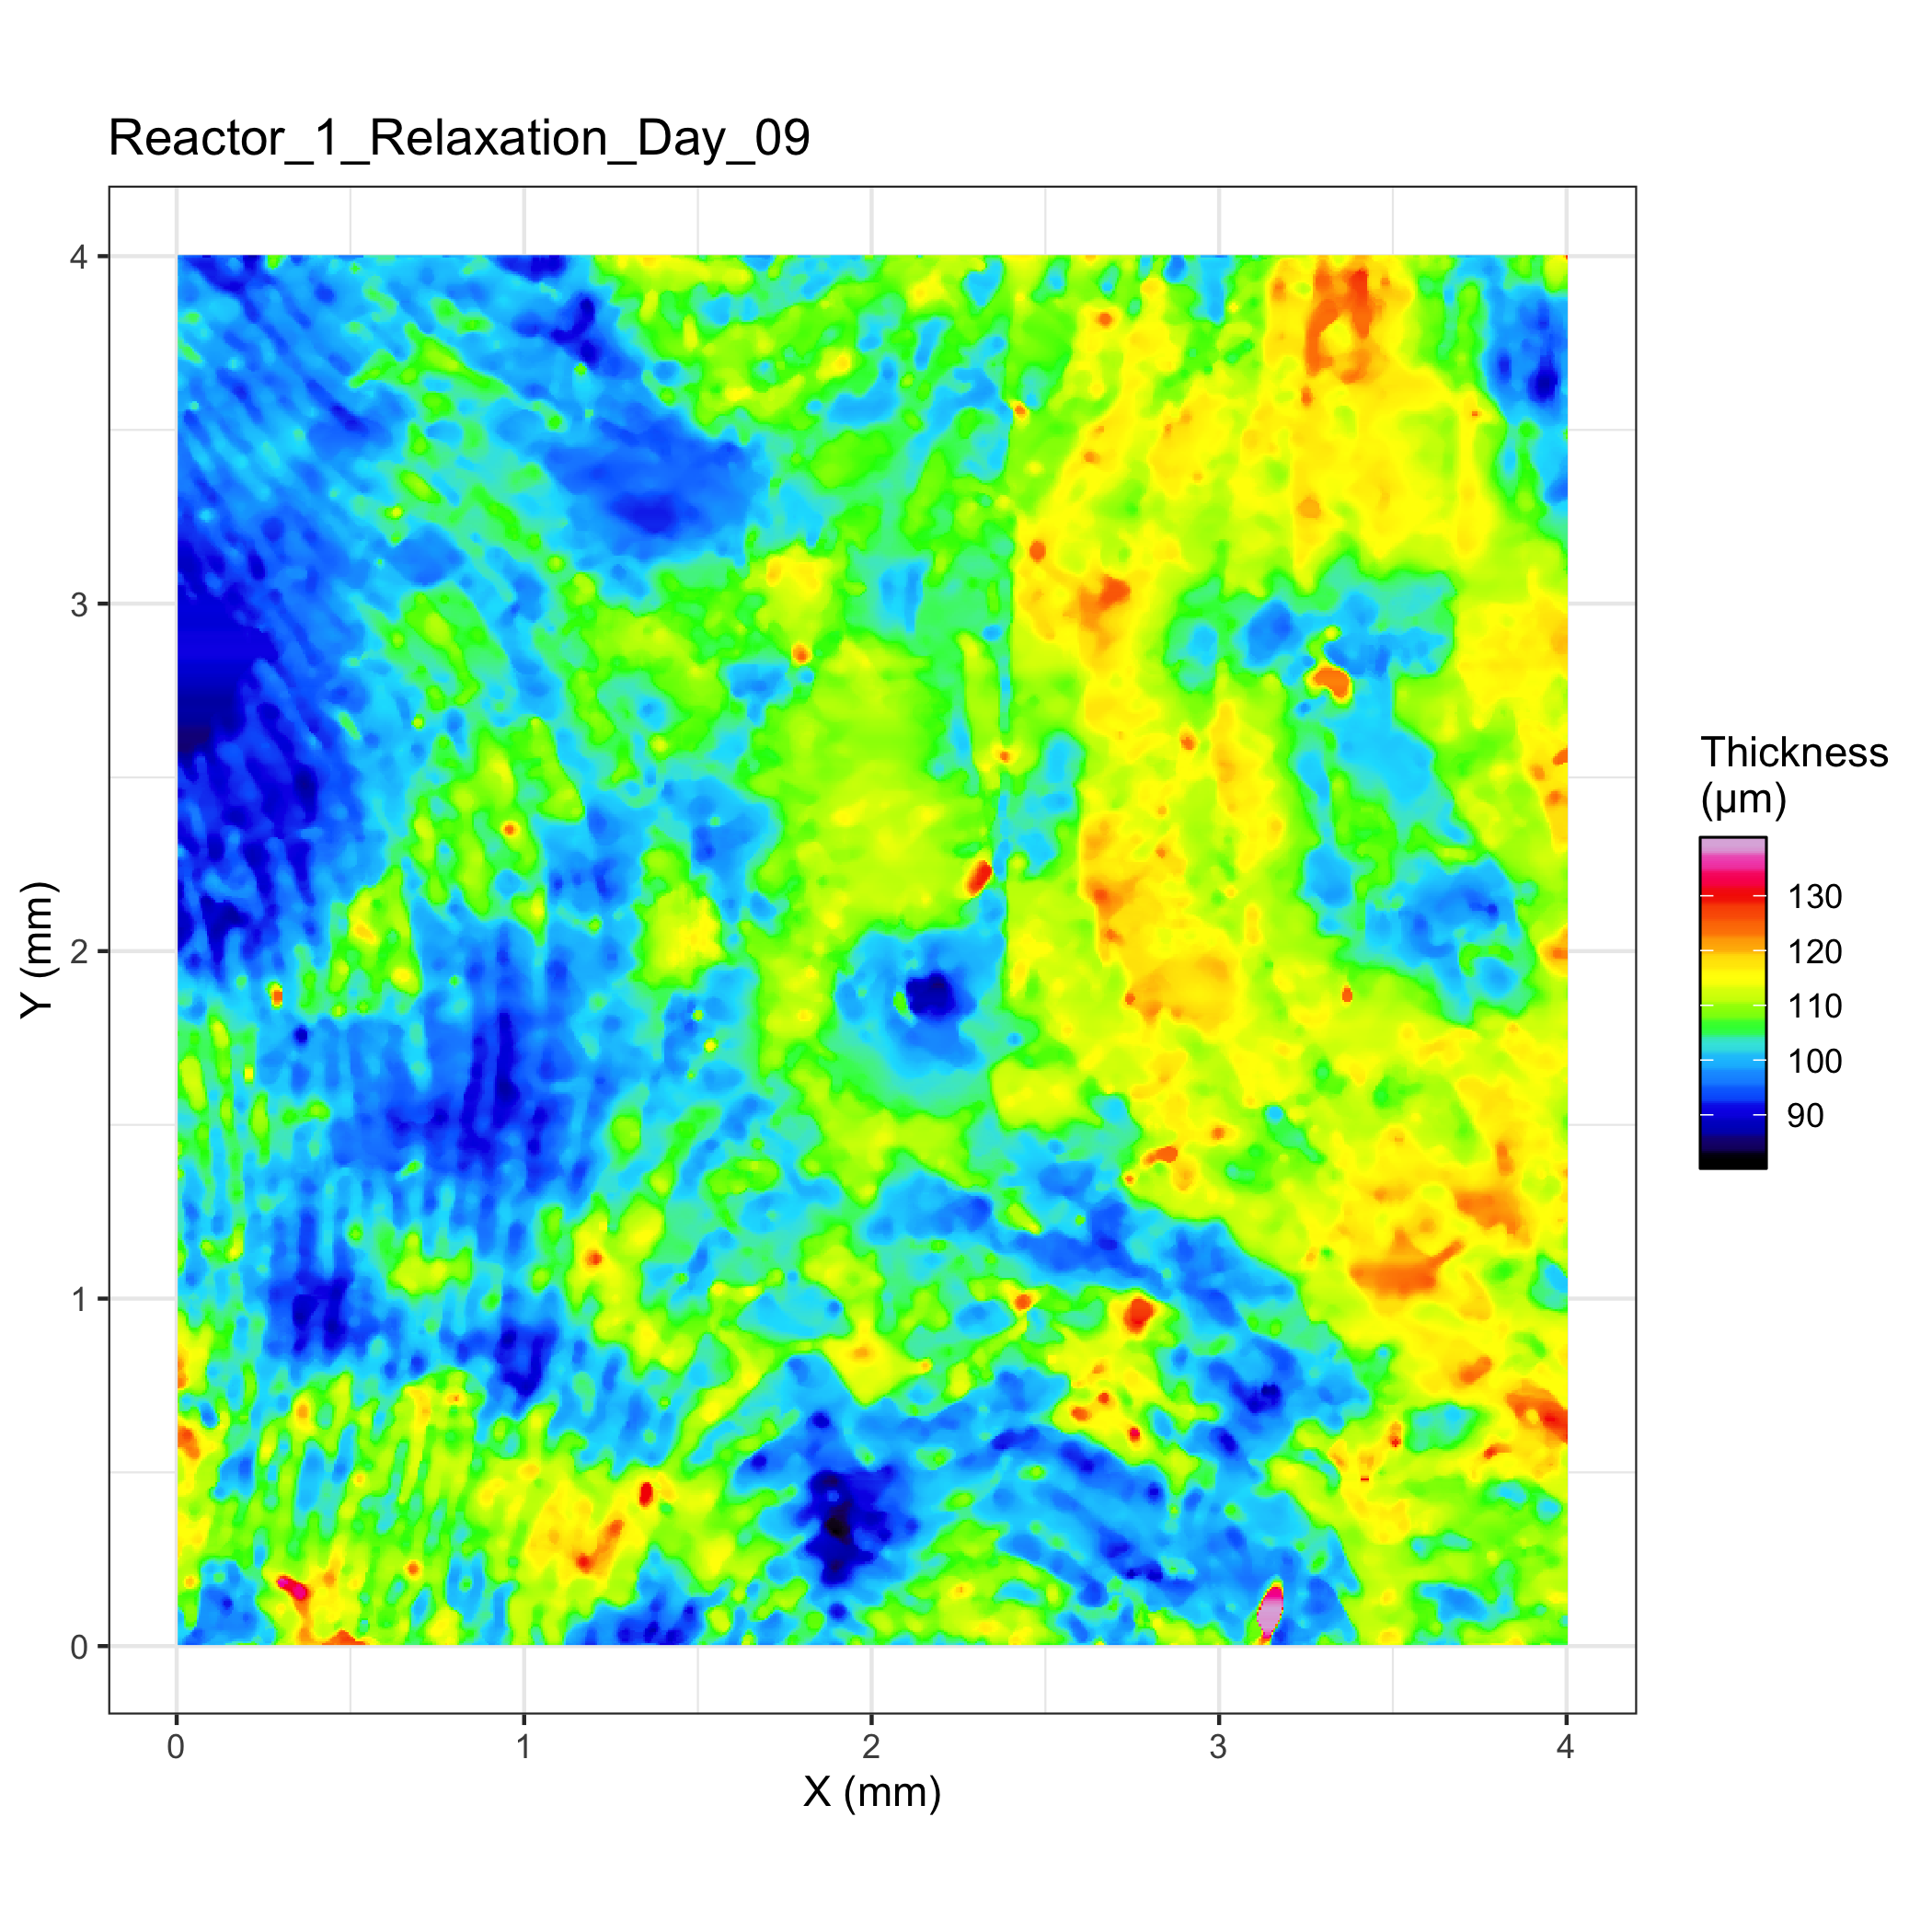 Reactor_1_Relaxation_Day_09
4
3
2
1
0
Y (mm)
0 1 2 3 4
X (mm)
Thickness
(μm)
130
120
110
100
90